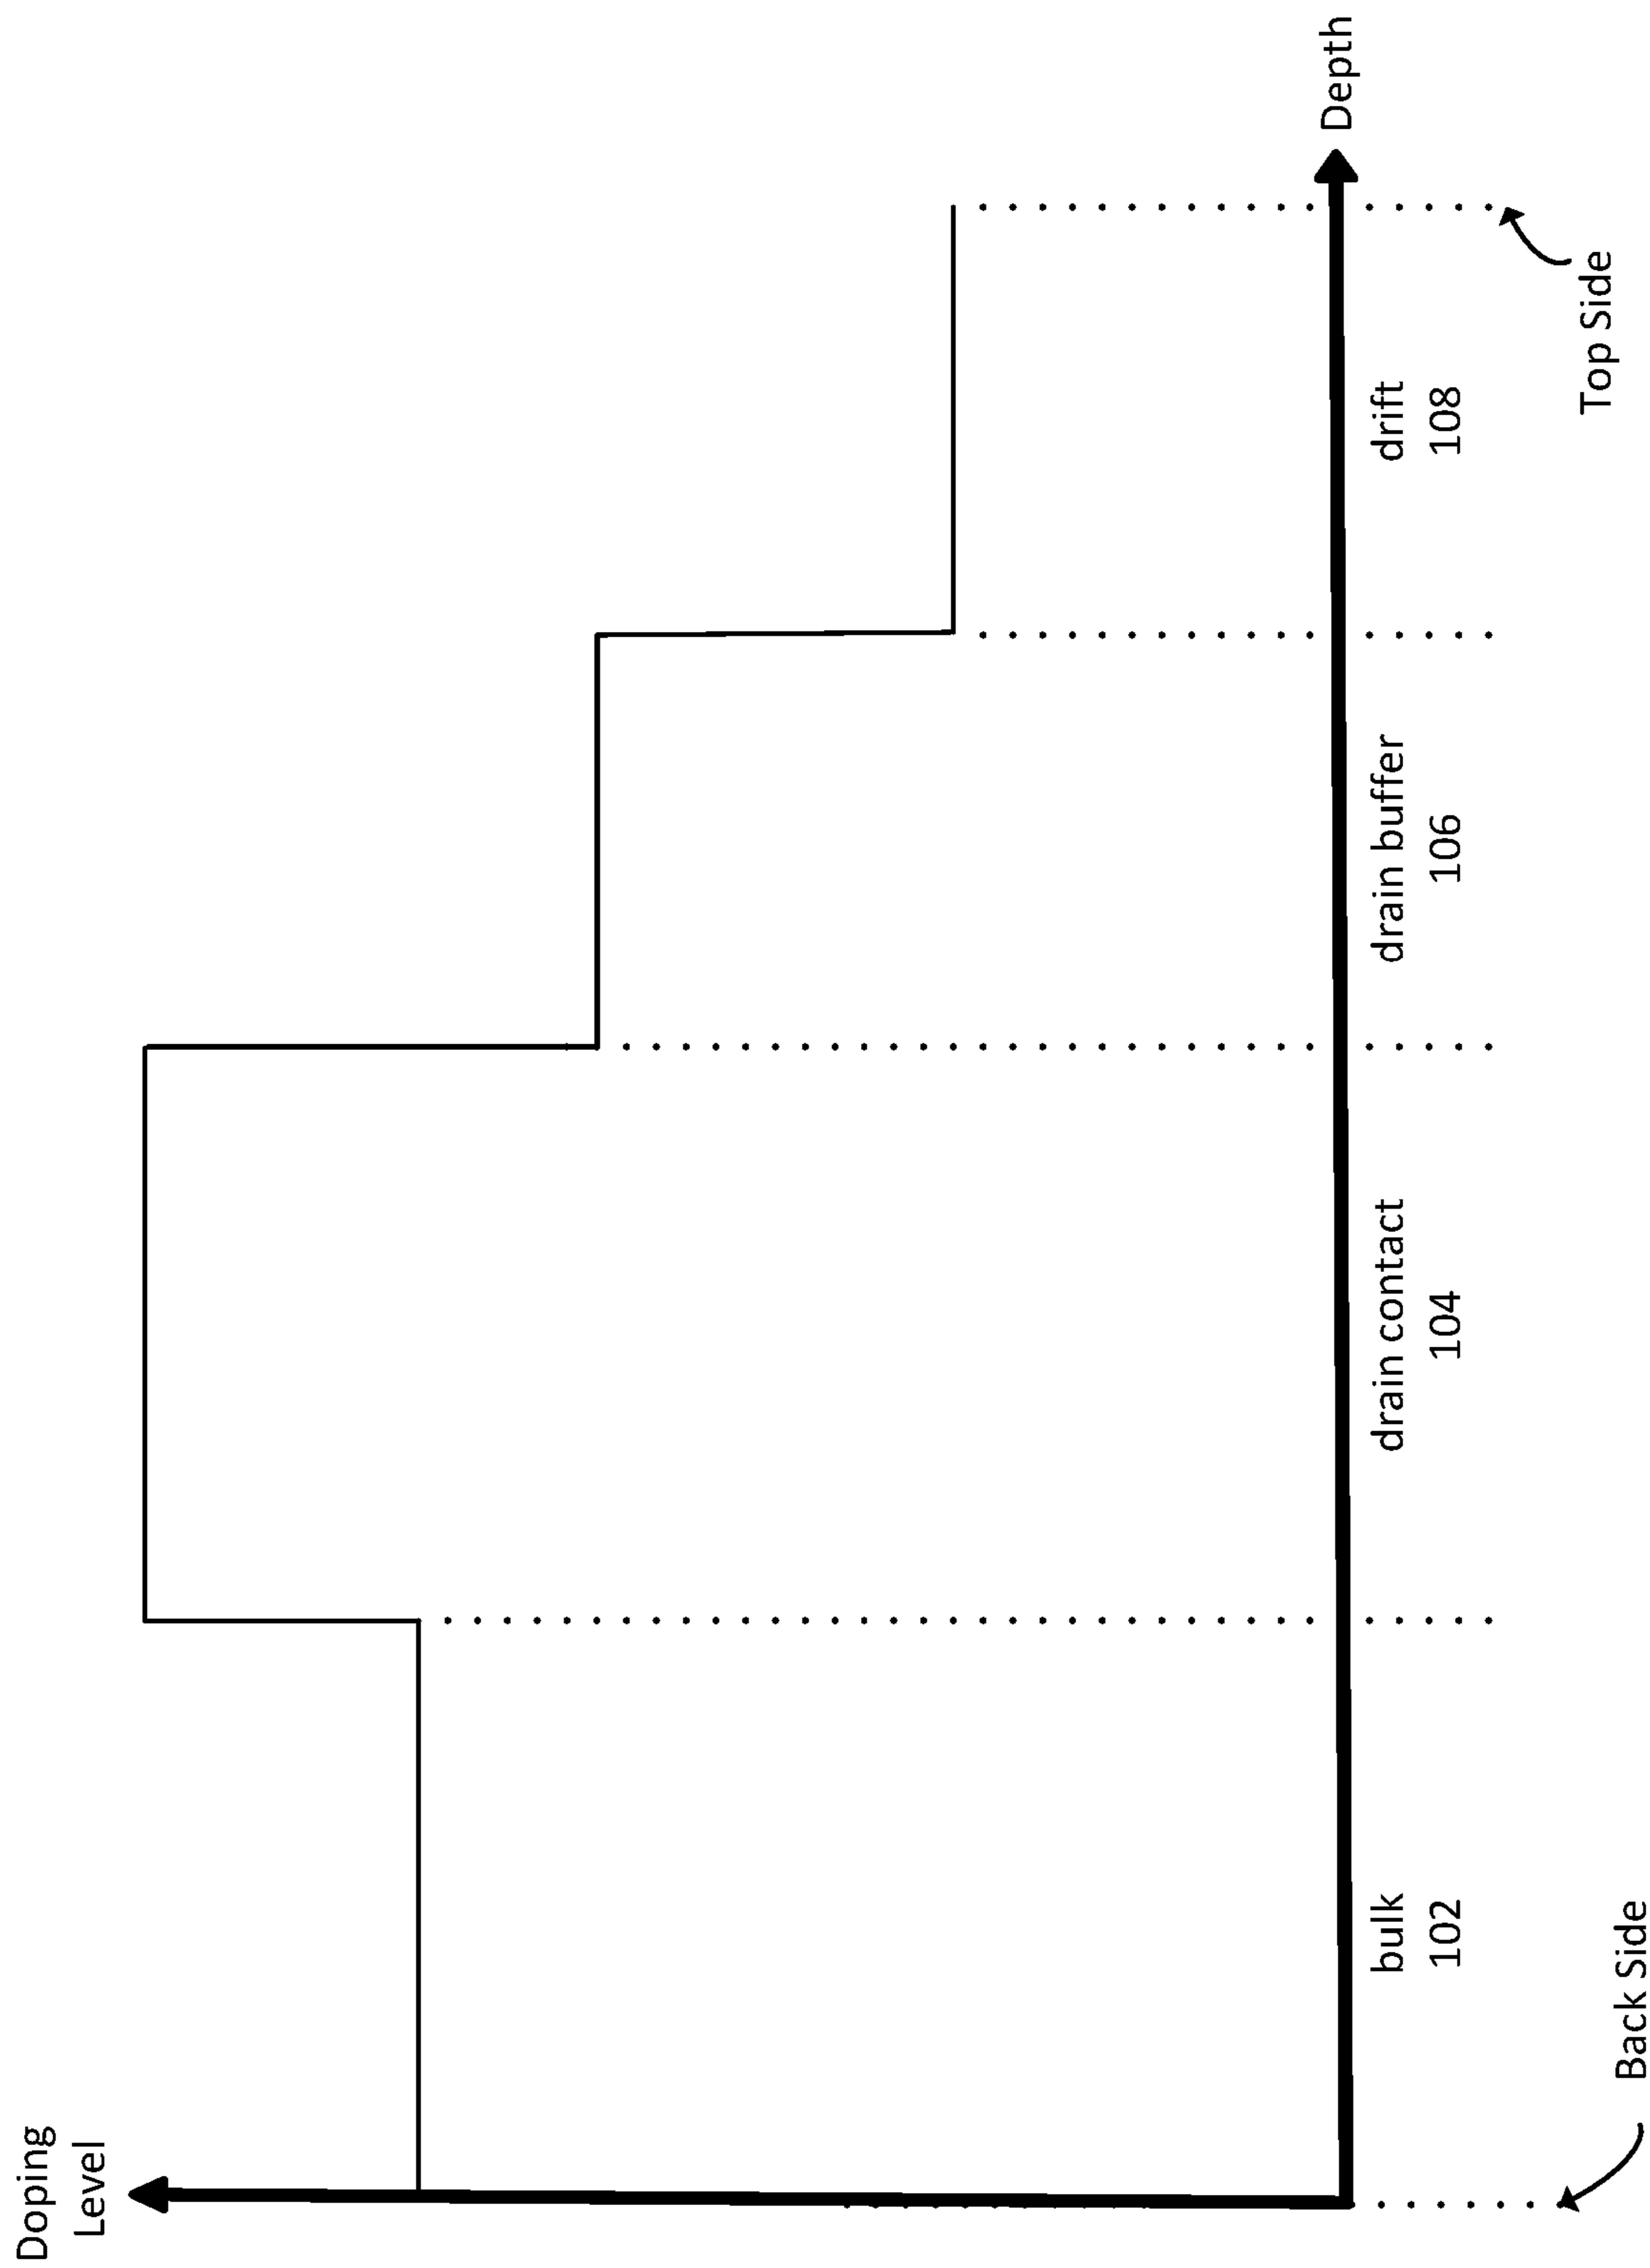 Doping
Level
Depth
bulk
102
drain contact
104
drain buffer
106
drift
108
Back Side
Top Side